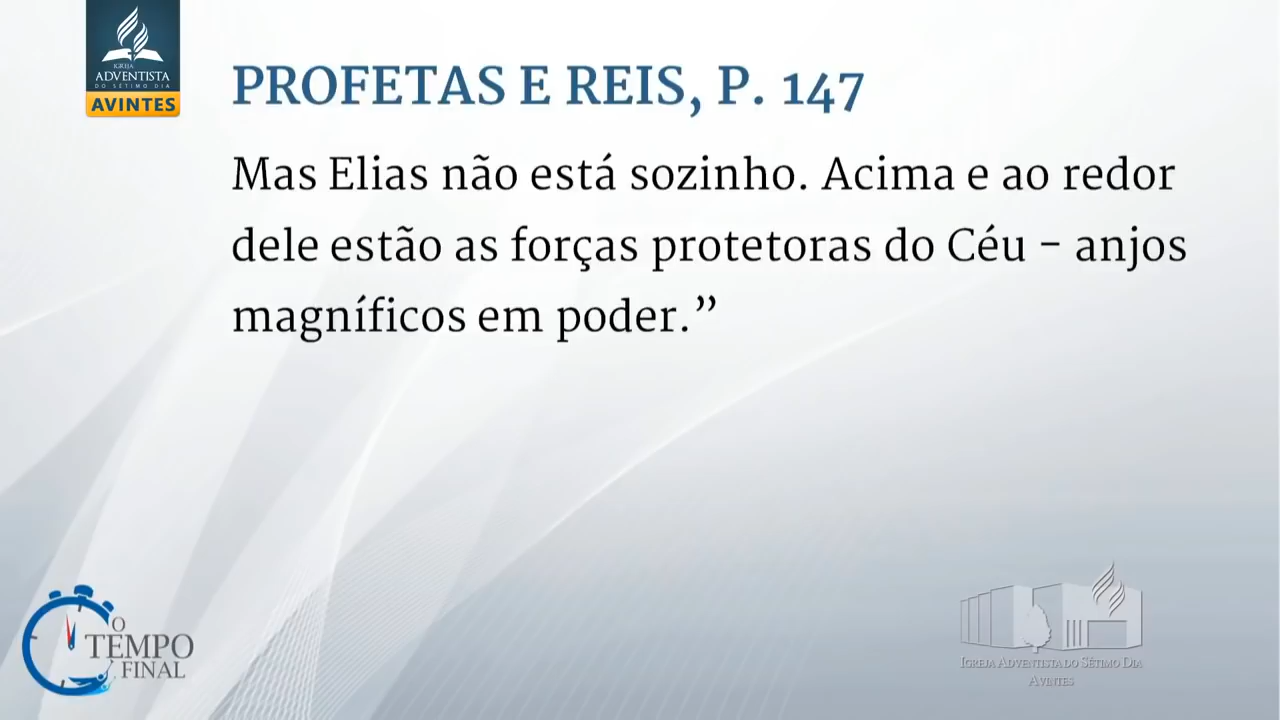 IGREJA
ADVENTISTA
DO SÉTIMO DIA
AVINTES
PROFETAS E REIS, P. 147
Mas Elias não está sozinho. Acima e ao redor
dele estão as forças protetoras do Céu – anjos
magníficos em poder.”
O
TEMPO
FINAL
IGREJA ADVENTISTA DO SÉTIMO DIA
AVINTES